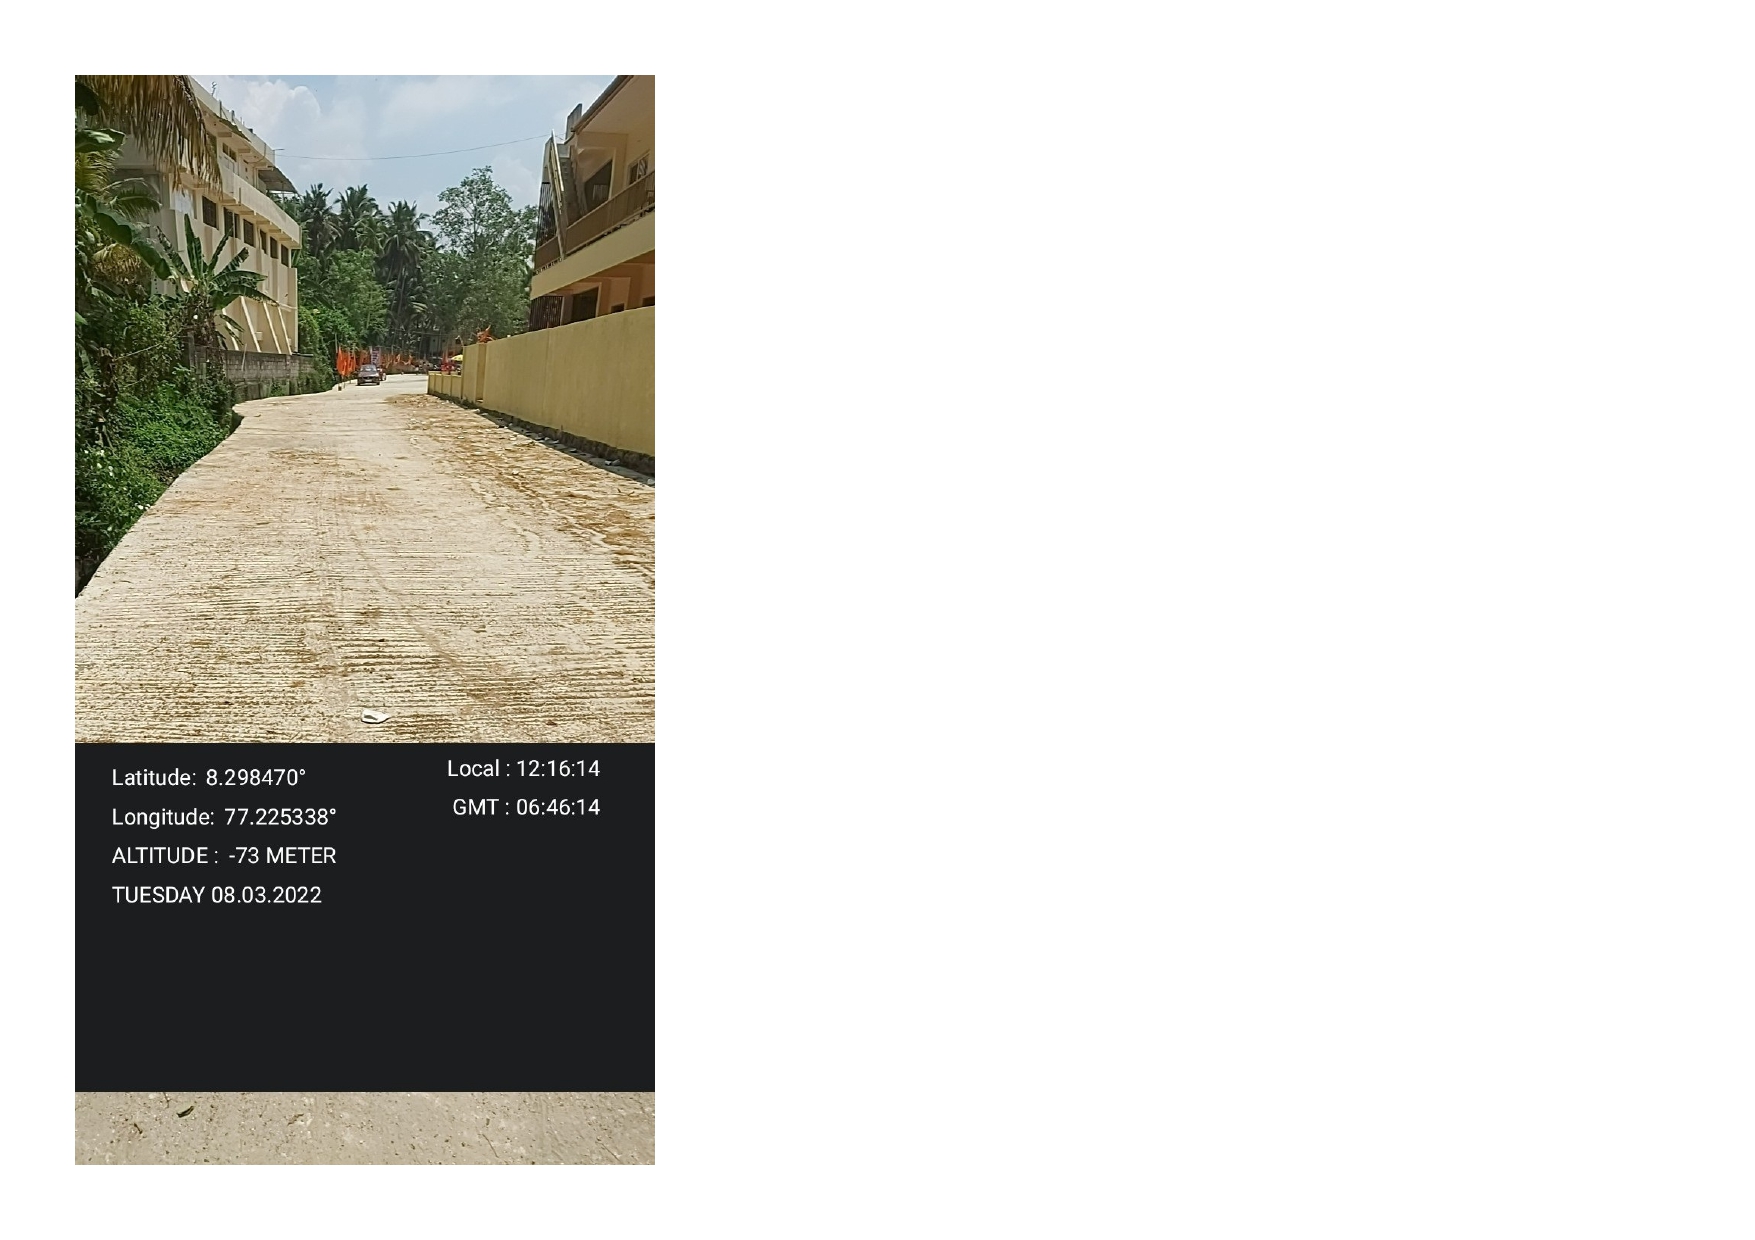 Latitude: 8.298470°
Longitude: 77.225338°
ALTITUDE : -73 METER
TUESDAY 08.03.2022
Local : 12:16:14
GMT : 06:46:14